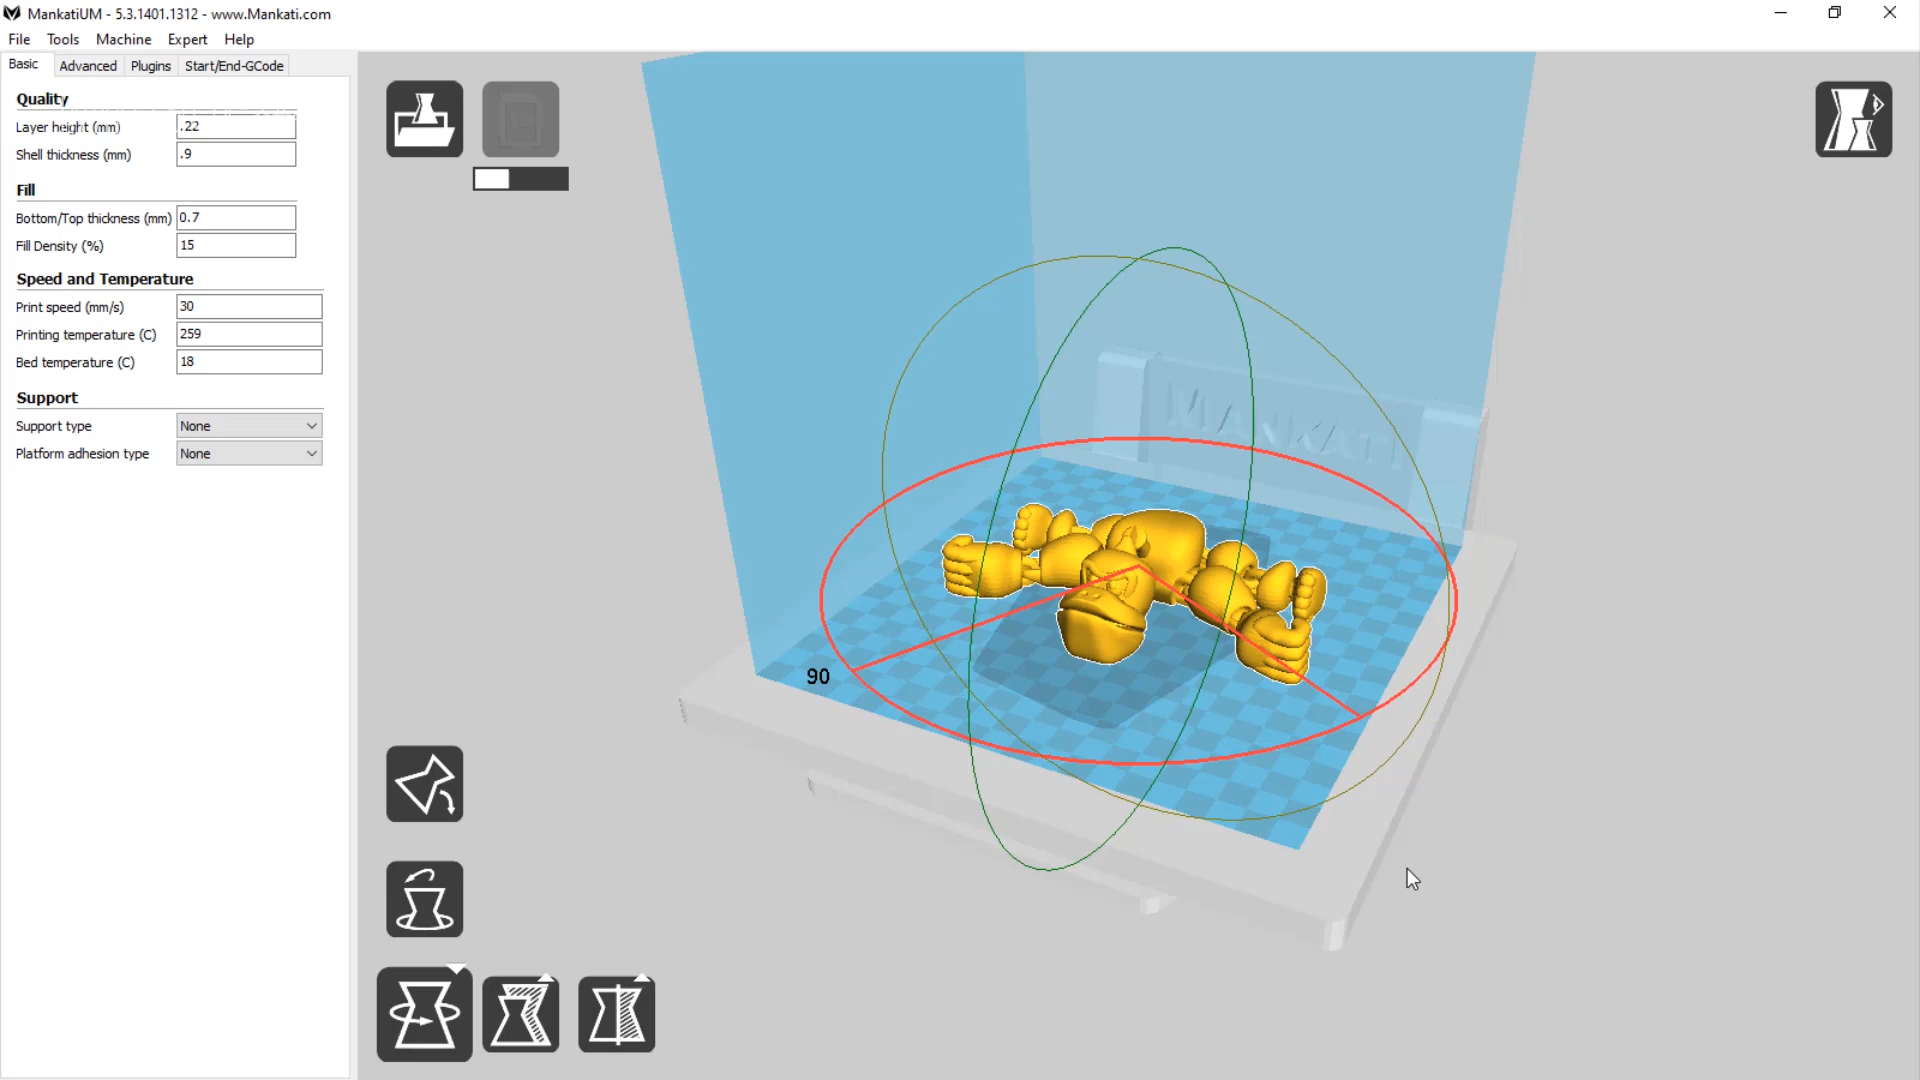 MankatiUM - 5.3.1401.1312 - www.Mankati.com
File Tools Machine Expert Help
Basic Advanced Plugins Start/End-GCode
Quality
Layer height (mm) .22
Shell thickness (mm) .9
Fill
Bottom/Top thickness (mm) 0.7
Fill Density (%) 15
Speed and Temperature
Print speed (mm/s) 30
Printing temperature (C) 259
Bed temperature (C) 18
Support
Support type None
Platform adhesion type None
MANKATI
90